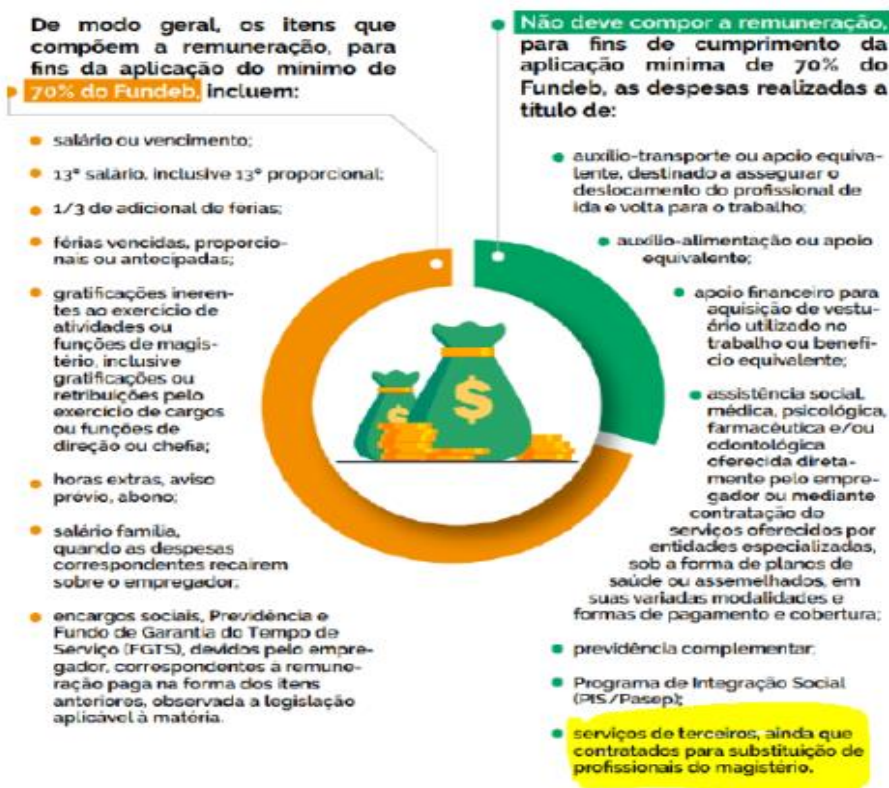 De modo geral, os itens que
compõem a remuneração, para
fins da aplicação do mínimo de
70% do Fundeb, incluem:
salário ou vencimento;
13º salário, inclusive 13º proporcional;
1/3 de adicional de férias;
férias vencidas, proporcio-
nais ou antecipadas;
gratificações ineren-
tes ao exercício de
atividades ou
funções de magis-
tério, inclusive
gratificações ou
retribuições pelo
exercício de cargos
ou funções de
direção ou chefia;
horas extras, aviso
prévio, abono;
salário família,
quando as despesas
correspondentes recaírem
sobre o empregador;
encargos sociais, Previdência e
Fundo de Garantia do Tempo de
Serviço (FGTS), devidos pelo empre-
gador, correspondentes à remune-
ração paga na forma dos itens
anteriores, observada a legislação
aplicável à matéria.
Não deve compor a remuneração,
para fins de cumprimento da
aplicação mínima de 70% do
Fundeb, as despesas realizadas a
título de:
auxílio-transporte ou apoio equiva-
lente, destinado a assegurar o
deslocamento do profissional de
ida e volta para o trabalho;
auxílio-alimentação ou apoio
equivalente;
apoio financeiro para
aquisição de vestu-
ário utilizado no
trabalho ou benefí-
cio equivalente;
assistência social,
médica, psicológica,
farmacêutica e/ou
odontológica
oferecida direta-
mente pelo empre-
gador ou mediante
contratação de
serviços oferecidos por
entidades especializadas,
sob a forma de planos de
saúde ou assemelhados, em
suas variadas modalidades e
formas de pagamento e cobertura;
previdência complementar;
Programa de Integração Social
(PIS/Pasep);
serviços de terceiros, ainda que
contratados para substituição de
profissionais do magistério.
$
$